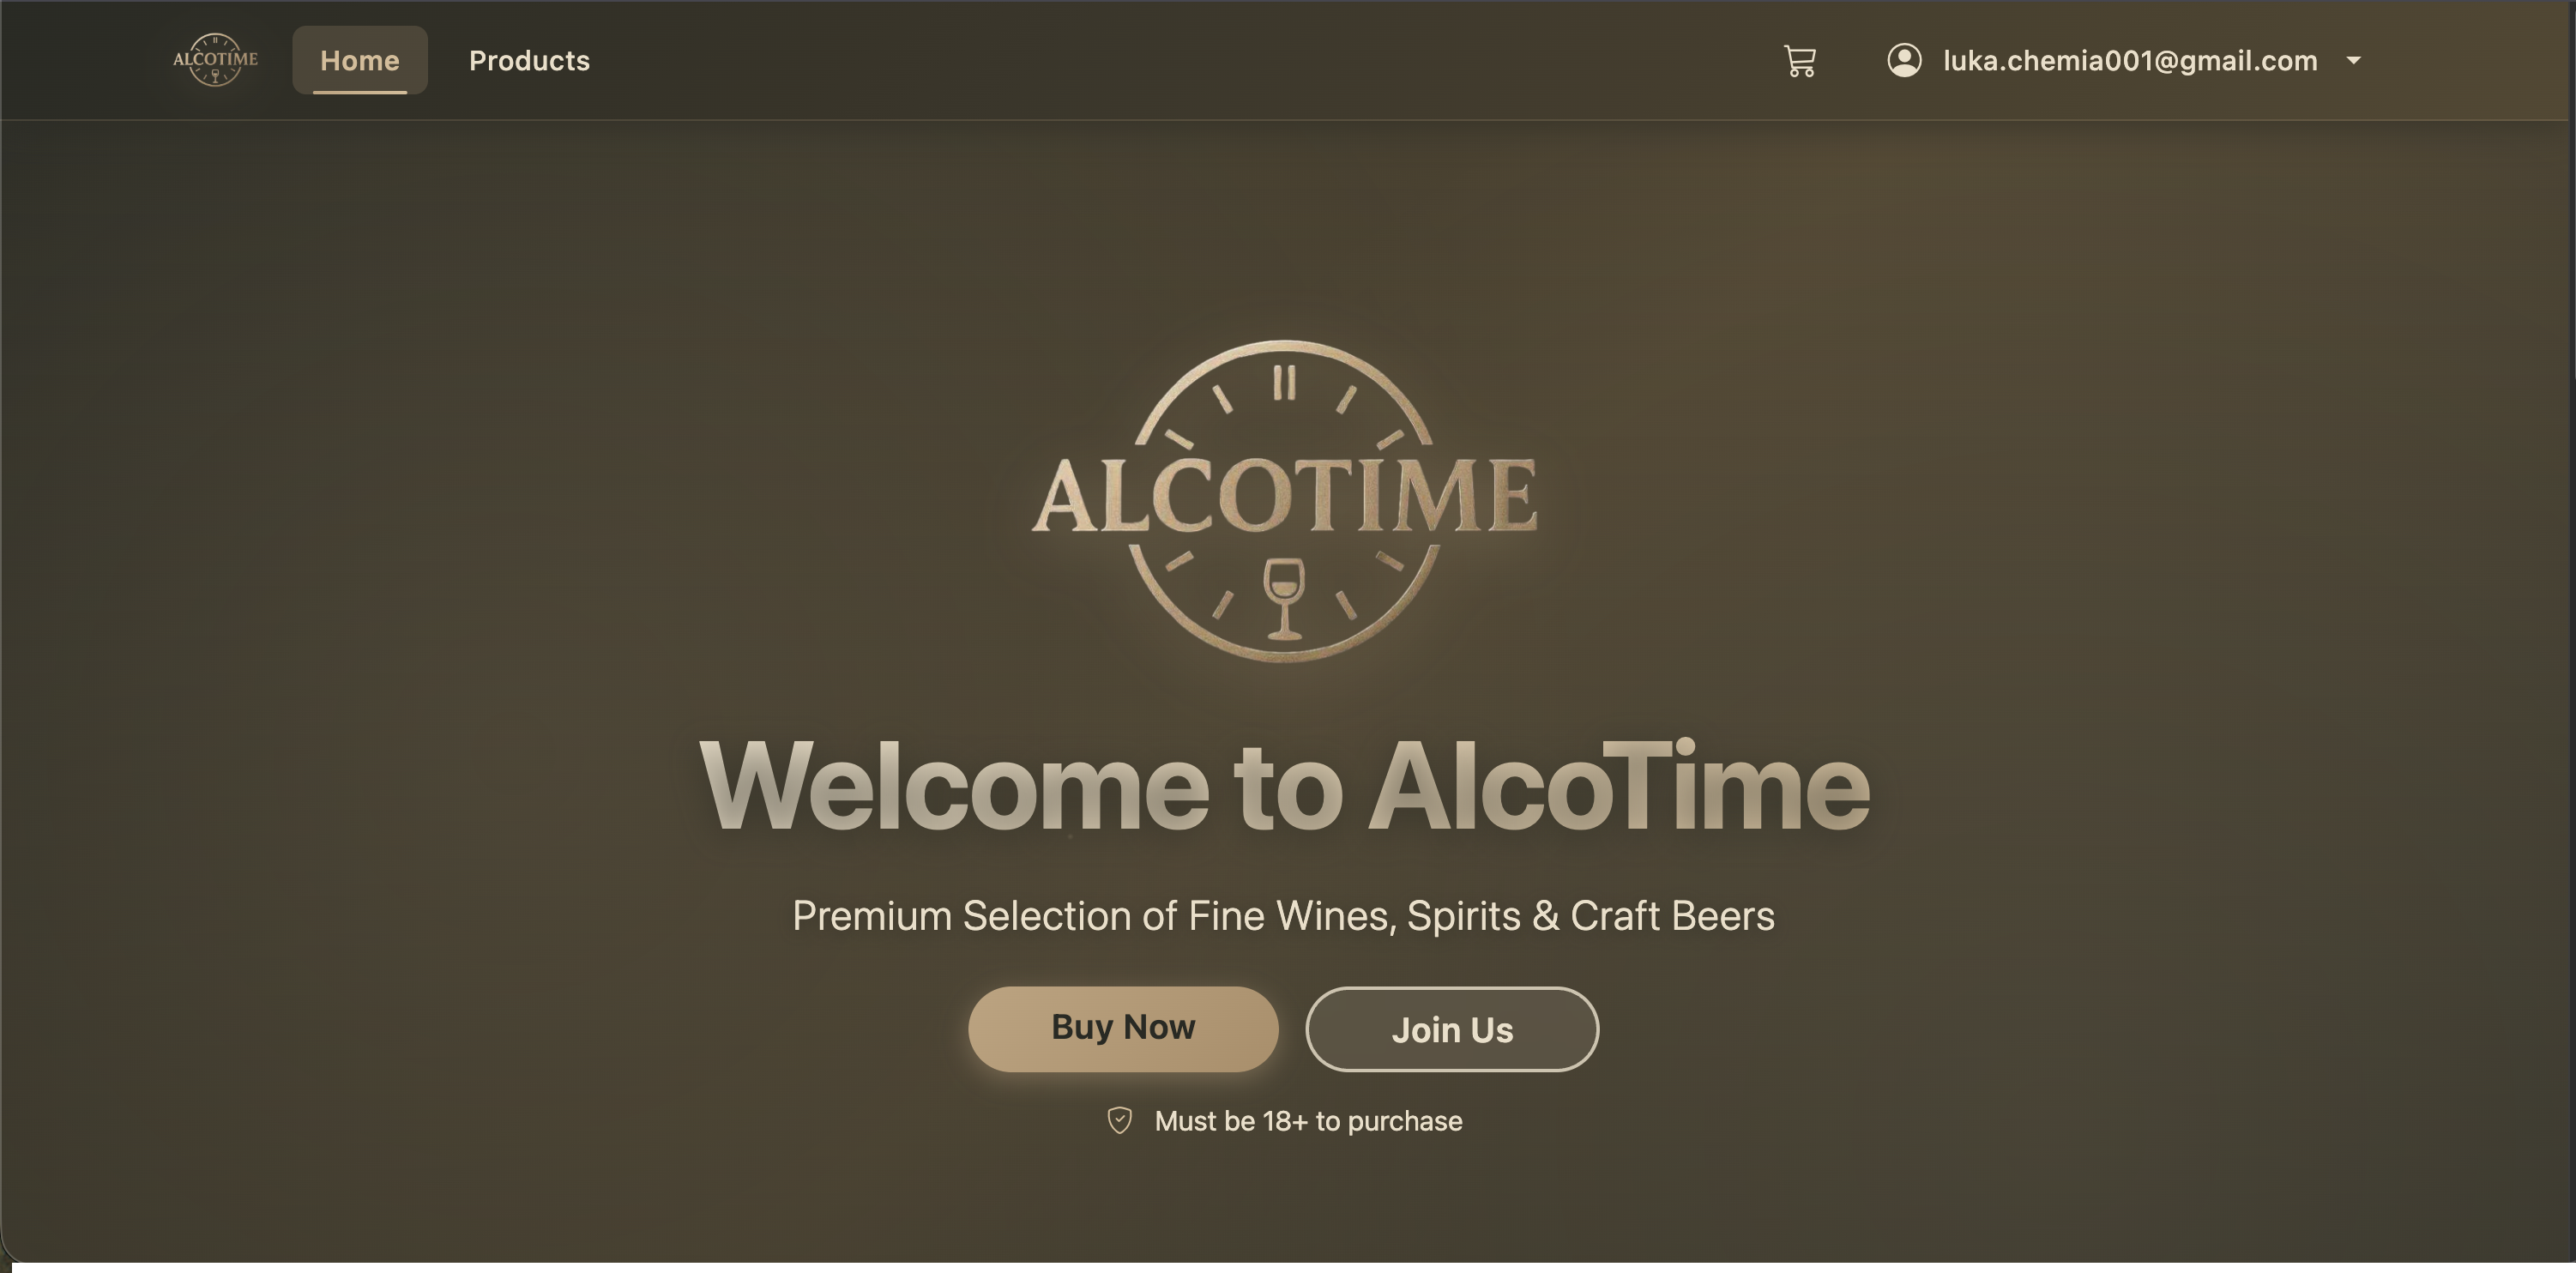 ALCOTIME
Home
Products
luka.chemia001@gmail.com
ALCOTIME
Welcome to AlcoTime
Premium Selection of Fine Wines, Spirits & Craft Beers
Buy Now
Join Us
Must be 18+ to purchase